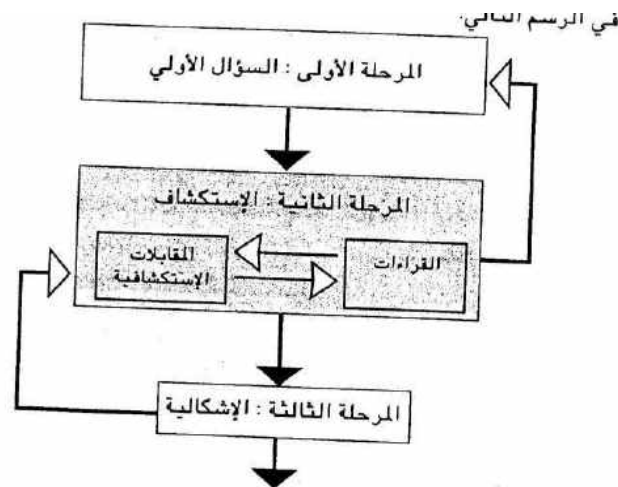 في الرسم التالي.
المرحلة الأولى : السؤال الأولي
المرحلة الثانية : الإستكشاف
القراءات
المقابلات
الإستكشافية
المرحلة الثالثة : الإشكالية